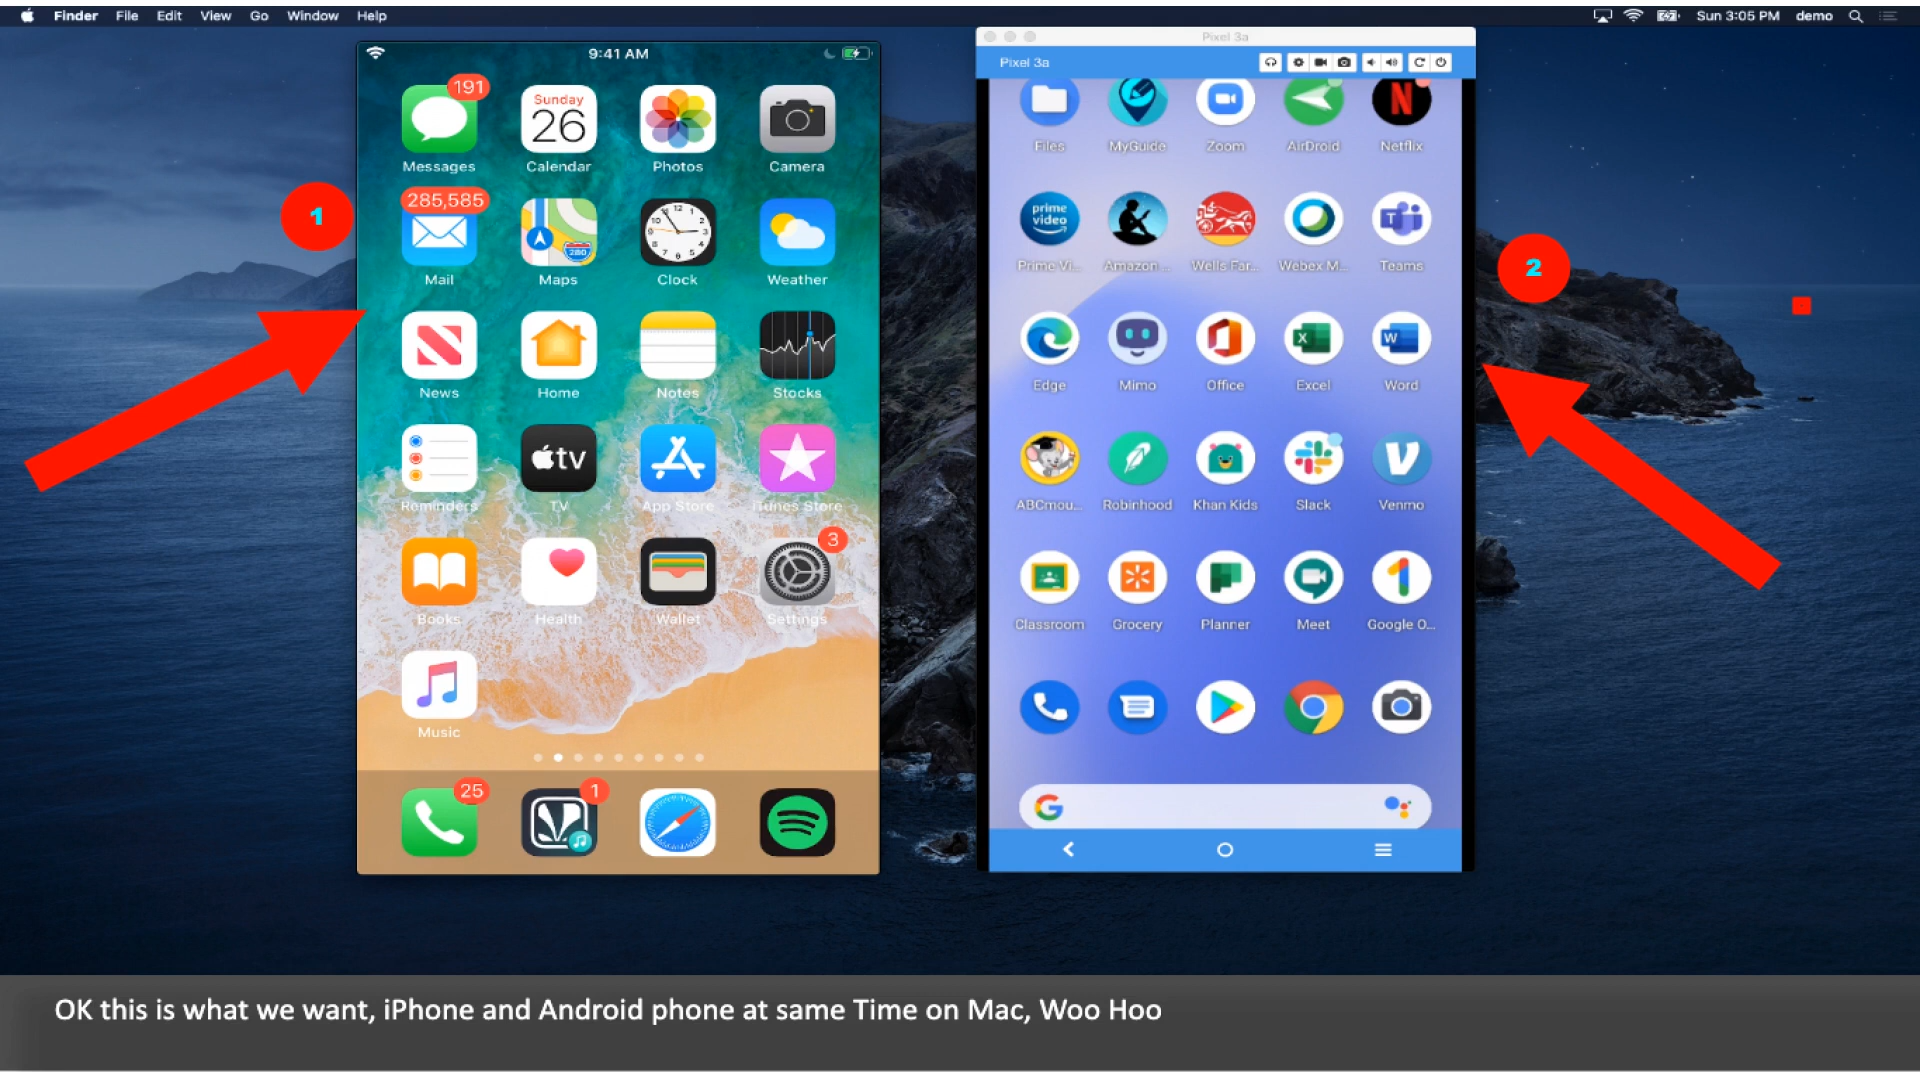 Finder File Edit View Go Window Help
Sun 3:05 PM demo
9:41 AM
191
Sunday
26
Messages Calendar Photos Camera
285,585
280
Mail Maps Clock Weather
News Home Notes Stocks
tv
Reminders TV App Store iTunes Store
3
Books Health Wallet Settings
Music
25
1
Pixel 3a
Pixel 3a
N
Files MyGuide Zoom AirDroid Netflix
prime
video
Prime Vi... Amazon ... Wells Far... Webex M... Teams
Edge Mimo Office Excel Word
ABCmou... Robinhood Khan Kids Slack Venmo
Classroom Grocery Planner Meet Google O...
G
1
2
OK this is what we want, iPhone and Android phone at same Time on Mac, Woo Hoo